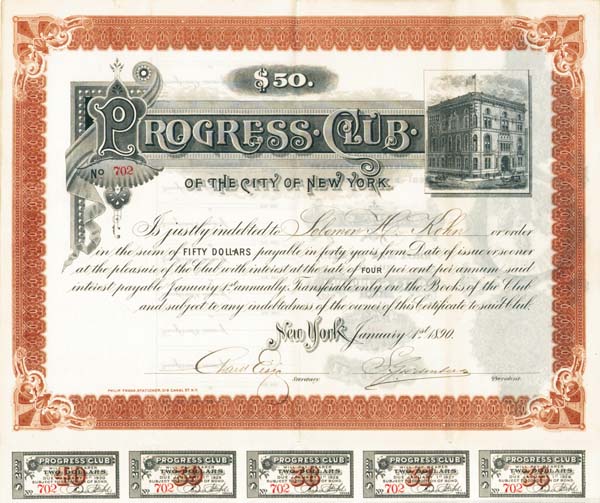 $50.
PROGRESS·CLUB·
No 702
OF THE CITY OF NEW YORK.
Is justly indebted to Solomon H. Kohn or order
in the sum of FIFTY DOLLARS payable in forty years from Date of issue or sooner
at the pleasure of the Club with interest at the rate of FOUR per cent per annum said
interest payable January 1st annually. Transferable only on the Books of the Club
and subject to any indebtedness of the owner of this Certificate to said Club.
New York January 1st 1890.
Secretary. President.
PROGRESS CLUB. PROGRESS CLUB. PROGRESS CLUB. PROGRESS CLUB. PROGRESS CLUB.
TWO DOLLARS TWO DOLLARS TWO DOLLARS TWO DOLLARS TWO DOLLARS
702 702 702 702 702